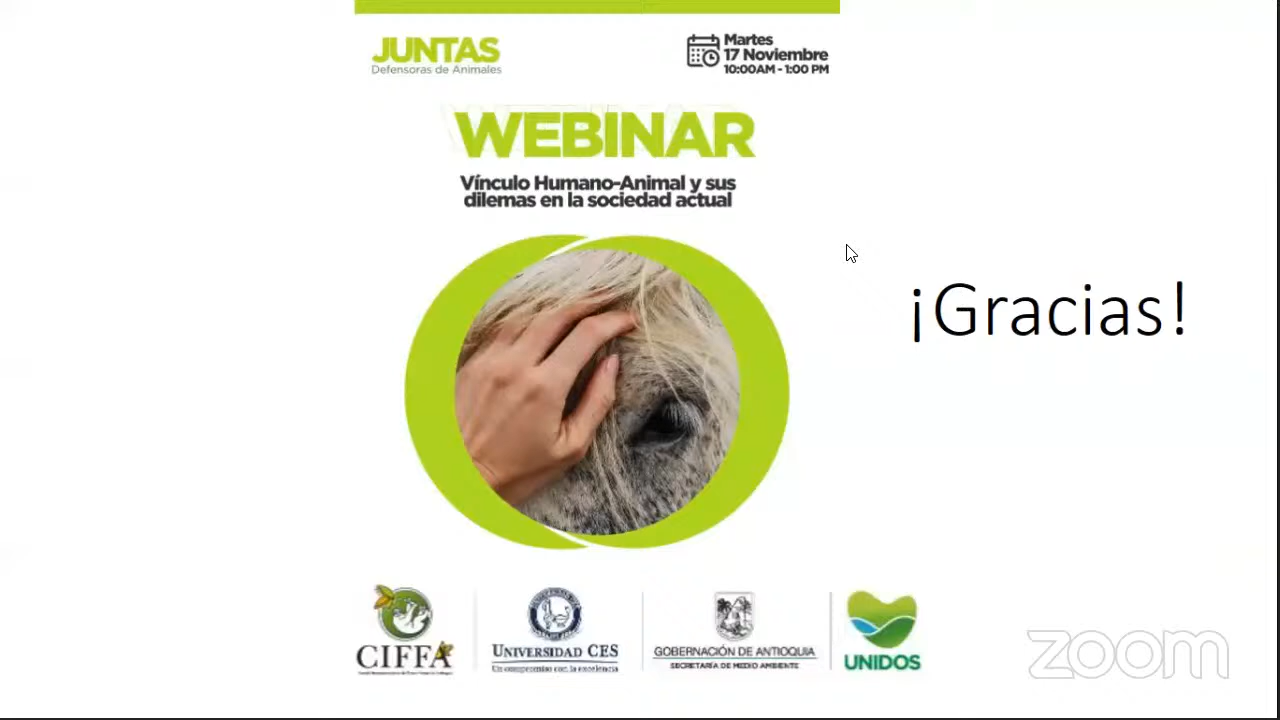 JUNTAS
Defensoras de Animales
Martes
17 Noviembre
10:00AM - 1:00 PM
WEBINAR
Vínculo Humano-Animal y sus
dilemas en la sociedad actual
¡Gracias!
CIFFA
UNIVERSIDAD CES
Un compromiso con la excelencia
GOBERNACIÓN DE ANTIOQUIA
SECRETARÍA DE MEDIO AMBIENTE
UNIDOS
zoom